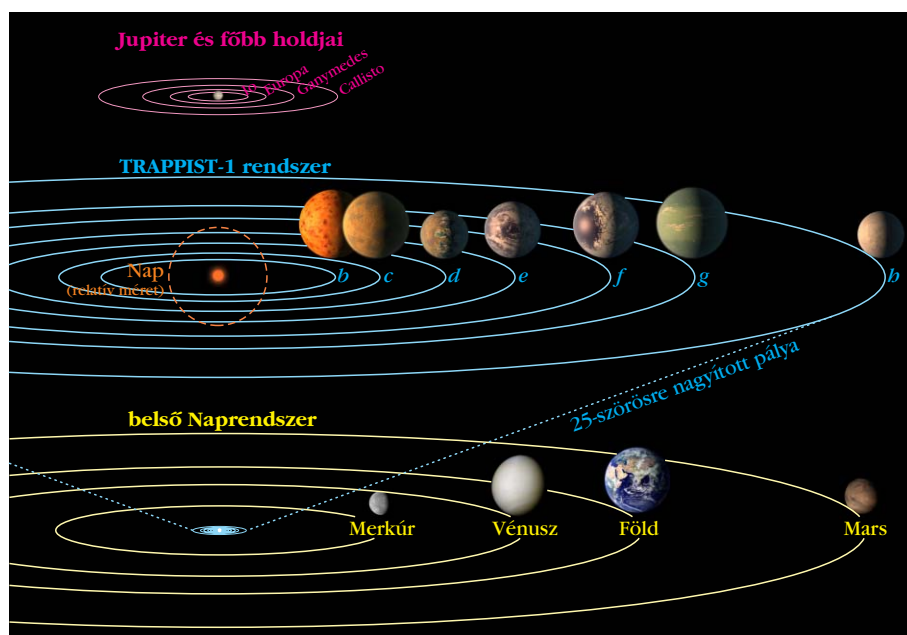 Jupiter és főbb holdjai
Io
Europa
Ganymedes
Callisto
TRAPPIST-1 rendszer
Nap
(relatív méret)
b
c
d
e
f
g
h
25-szörösre nagyított pálya
belső Naprendszer
Merkúr
Vénusz
Föld
Mars